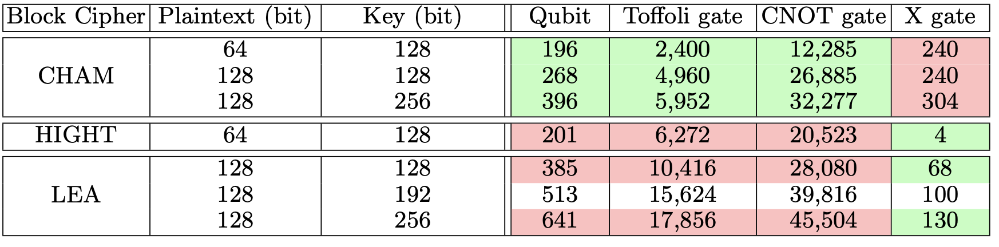 Block Cipher Plaintext (bit) Key (bit) Qubit Toffoli gate CNOT gate X gate
64 128 196 2,400 12,285 240
CHAM 128 128 268 4,960 26,885 240
128 256 396 5,952 32,277 304
HIGHT 64 128 201 6,272 20,523 4
128 128 385 10,416 28,080 68
LEA 128 192 513 15,624 39,816 100
128 256 641 17,856 45,504 130